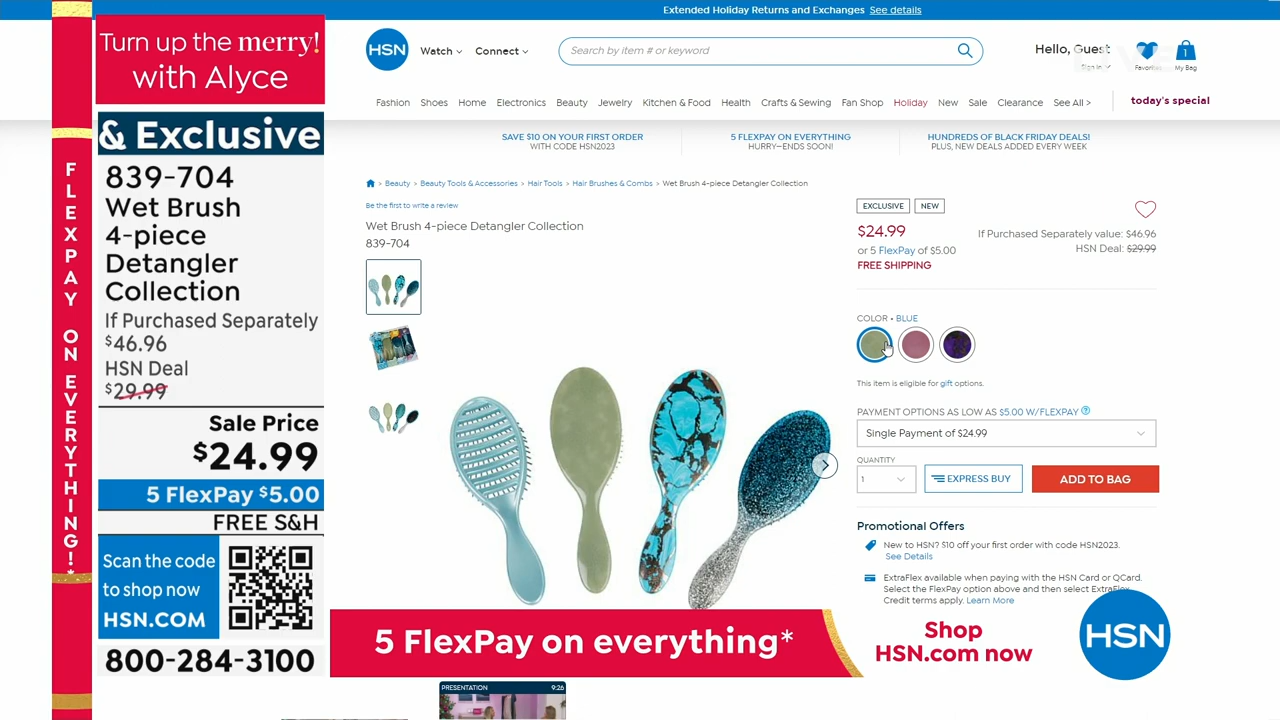 Extended Holiday Returns and Exchanges See details
Turn up the merry!
with Alyce
HSN
Watch
Connect
Search by item # or keyword
Hello, Guest
Sign In
Favorites
1
My Bag
Fashion Shoes Home Electronics Beauty Jewelry Kitchen & Food Health Crafts & Sewing Fan Shop Holiday New Sale Clearance See All >
today's special
SAVE $10 ON YOUR FIRST ORDER
WITH CODE HSN2023
5 FLEXPAY ON EVERYTHING
HURRY—ENDS SOON!
HUNDREDS OF BLACK FRIDAY DEALS!
PLUS, NEW DEALS ADDED EVERY WEEK
FLEXPAY ON EVERYTHING!*
& Exclusive
839-704
Wet Brush
4-piece
Detangler
Collection
If Purchased Separately
$46.96
HSN Deal
$29.99
Sale Price
$24.99
5 FlexPay $5.00
FREE S&H
Scan the code
to shop now
HSN.COM
800-284-3100
> Beauty > Beauty Tools & Accessories > Hair Tools > Hair Brushes & Combs > Wet Brush 4-piece Detangler Collection
Be the first to write a review
Wet Brush 4-piece Detangler Collection
839-704
EXCLUSIVE
NEW
$24.99
If Purchased Separately value: $46.96
or 5 FlexPay of $5.00
HSN Deal: $29.99
FREE SHIPPING
COLOR • BLUE
This item is eligible for gift options.
PAYMENT OPTIONS AS LOW AS $5.00 W/FLEXPAY
Single Payment of $24.99
QUANTITY
1
EXPRESS BUY
ADD TO BAG
Promotional Offers
New to HSN? $10 off your first order with code HSN2023.
See Details
ExtraFlex available when paying with the HSN Card or QCard.
Select the FlexPay option above and then select ExtraFlex
Credit terms apply. Learn More
5 FlexPay on everything*
Shop
HSN.com now
HSN
PRESENTATION
9:26